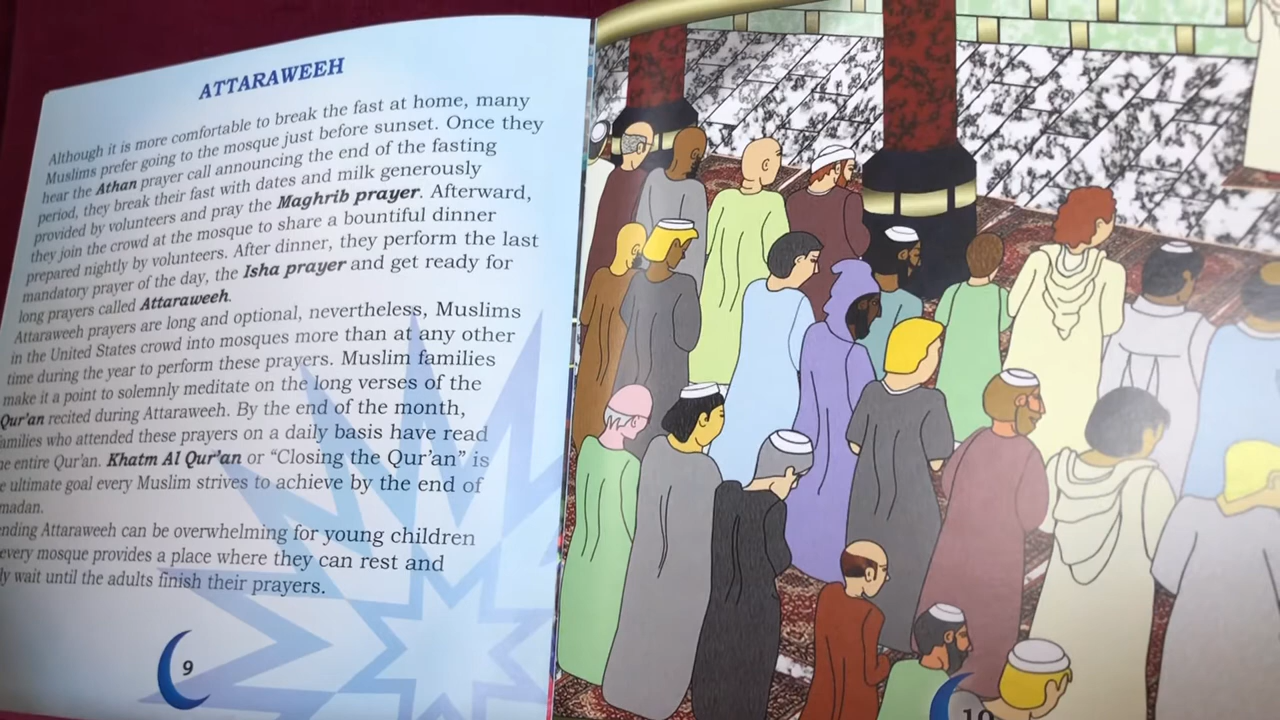 ATTARAWEEH
Although it is more comfortable to break the fast at home, many
Muslims prefer going to the mosque just before sunset. Once they
hear the Athan prayer call announcing the end of the fasting
period, they break their fast with dates and milk generously
provided by volunteers and pray the Maghrib prayer. Afterward,
they join the crowd at the mosque to share a bountiful dinner
prepared nightly by volunteers. After dinner, they perform the last
mandatory prayer of the day, the Isha prayer and get ready for
long prayers called Attaraweeh.
Attaraweeh prayers are long and optional, nevertheless, Muslims
in the United States crowd into mosques more than at any other
time during the year to perform these prayers. Muslim families
make it a point to solemnly meditate on the long verses of the
Qur'an recited during Attaraweeh. By the end of the month,
amilies who attended these prayers on a daily basis have read
e entire Qur'an. Khatm Al Qur'an or "Closing the Qur'an" is
e ultimate goal every Muslim strives to achieve by the end of
madan.
nding Attaraweeh can be overwhelming for young children
every mosque provides a place where they can rest and
ly wait until the adults finish their prayers.
9
10